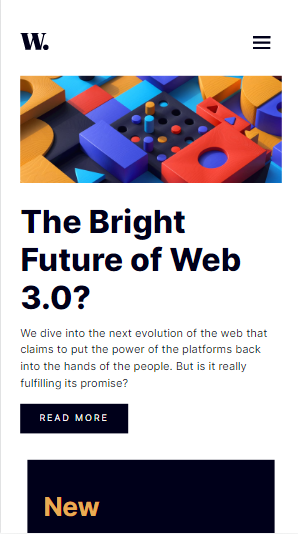 W.
The Bright
Future of Web
3.0?
We dive into the next evolution of the web that
claims to put the power of the platforms back
into the hands of the people. But is it really
fulfilling its promise?
READ MORE
New